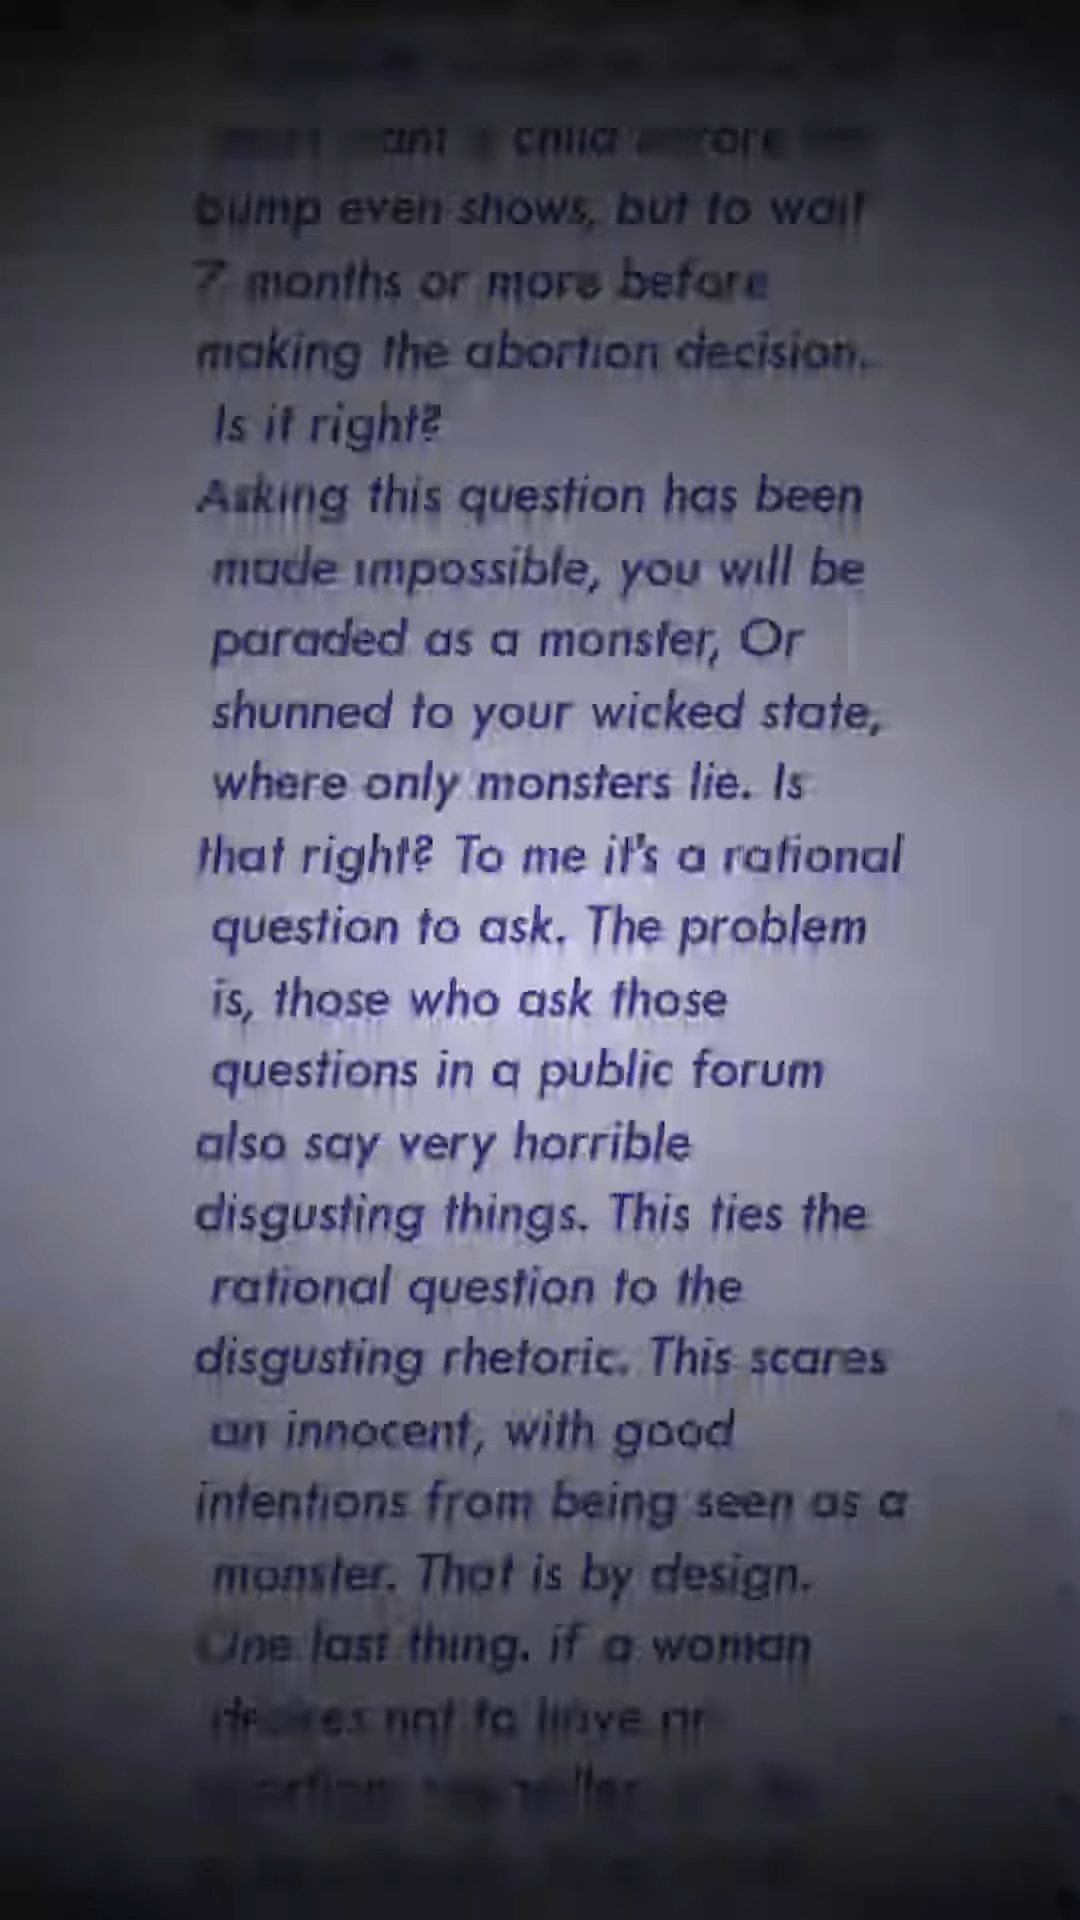 child
bump even shows, but to wait
7 months or more before
making the abortion decision.
Is it right?
Asking this question has been
made impossible, you will be
paraded as a monster, Or
shunned to your wicked state,
where only monsters lie. Is
that right? To me it's a rational
question to ask. The problem
is, those who ask those
questions in a public forum
also say very horrible
disgusting things. This ties the
rational question to the
disgusting rhetoric. This scares
an innocent, with good
intentions from being seen as a
monster. That is by design.
One last thing. if a woman
desires not to have